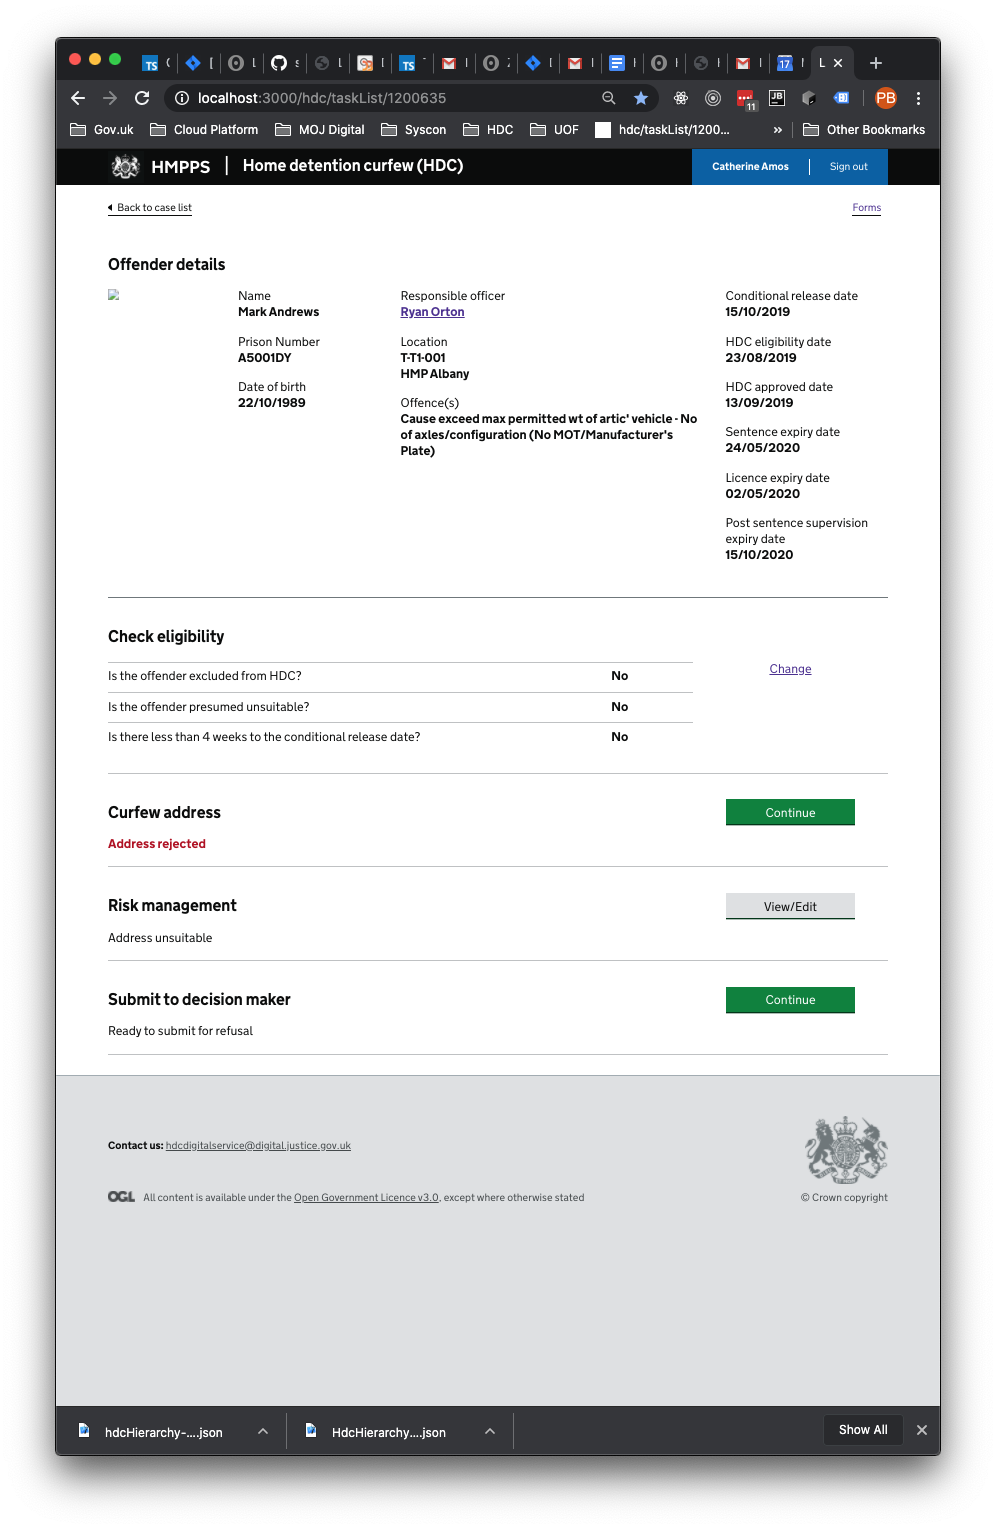 localhost:3000/hdc/taskList/1200635
11
JB
PB
Gov.uk
Cloud Platform
MOJ Digital
Syscon
HDC
UOF
hdc/taskList/1200...
»
Other Bookmarks
HMPPS | Home detention curfew (HDC)
Catherine Amos
Sign out
Back to case list
Forms
Offender details
Name
Mark Andrews
Prison Number
A5001DY
Date of birth
22/10/1989
Responsible officer
Ryan Orton
Location
T-T1-001
HMP Albany
Offence(s)
Cause exceed max permitted wt of artic' vehicle - No
of axles/configuration (No MOT/Manufacturer's
Plate)
Conditional release date
15/10/2019
HDC eligibility date
23/08/2019
HDC approved date
13/09/2019
Sentence expiry date
24/05/2020
Licence expiry date
02/05/2020
Post sentence supervision
expiry date
15/10/2020
Check eligibility
Is the offender excluded from HDC? No
Change
Is the offender presumed unsuitable? No
Is there less than 4 weeks to the conditional release date? No
Curfew address
Continue
Address rejected
Risk management
View/Edit
Address unsuitable
Submit to decision maker
Continue
Ready to submit for refusal
Contact us: hdcdigitalservice@digital.justice.gov.uk
OGL All content is available under the Open Government Licence v3.0, except where otherwise stated
© Crown copyright
hdcHierarchy-....json
HdcHierarchy....json
Show All